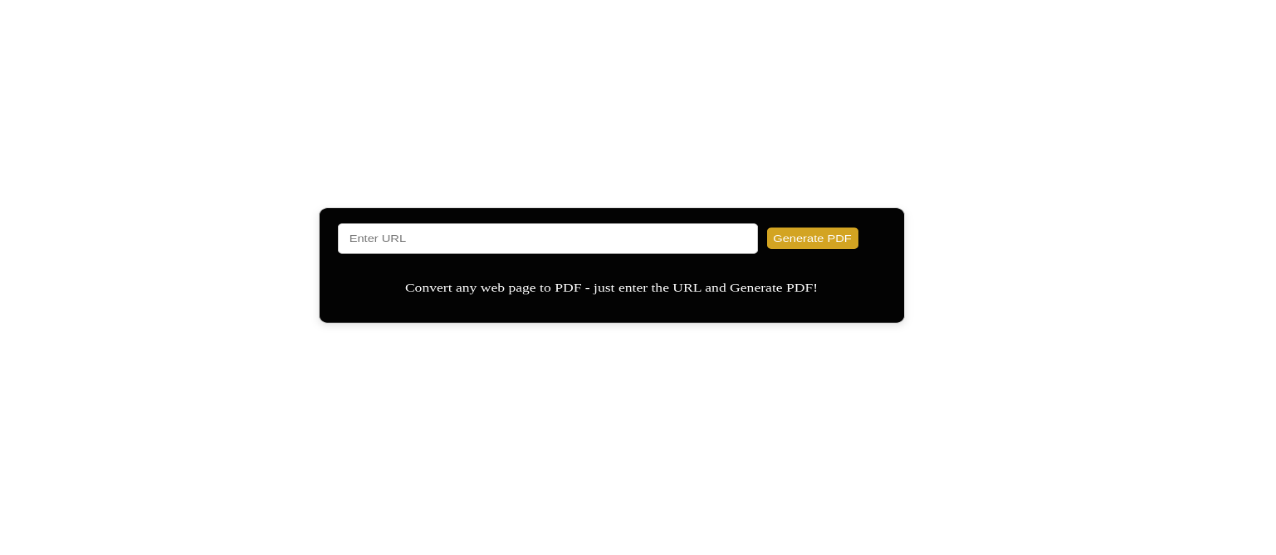 Enter URL
Generate PDF
Convert any web page to PDF - just enter the URL and Generate PDF!